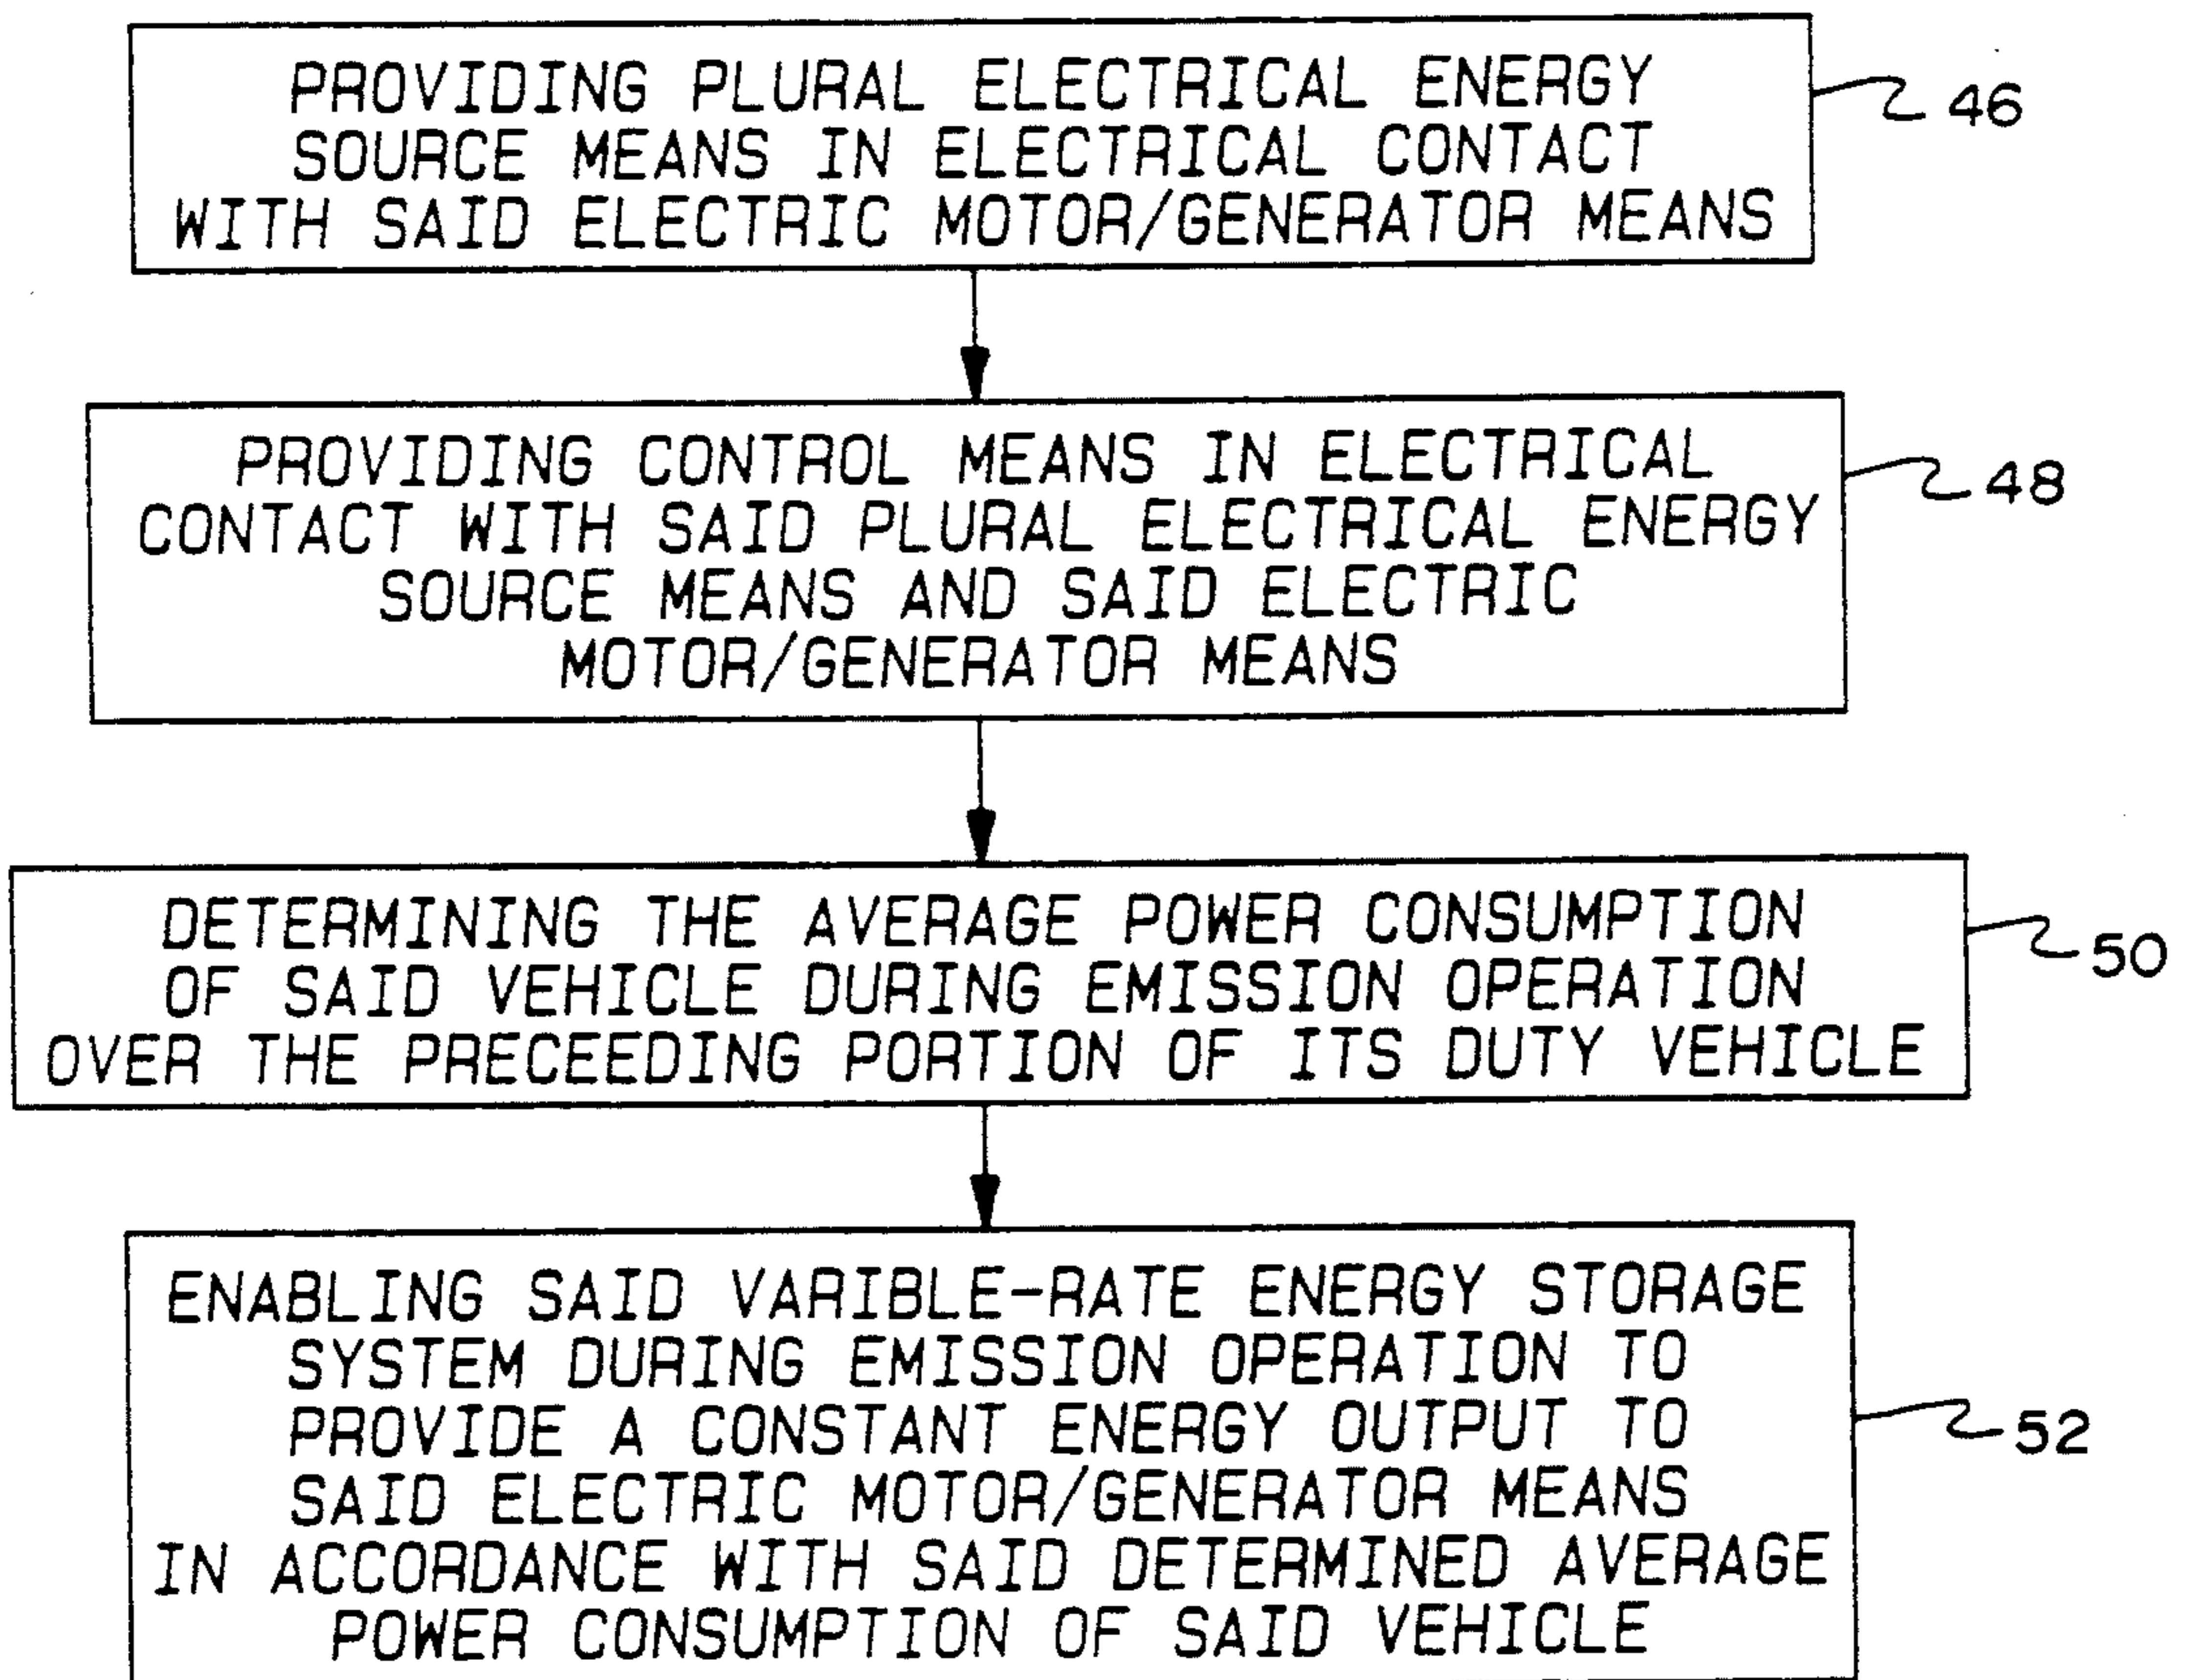 PROVIDING PLURAL ELECTRICAL ENERGY
SOURCE MEANS IN ELECTRICAL CONTACT
WITH SAID ELECTRIC MOTOR/GENERATOR MEANS
46
PROVIDING CONTROL MEANS IN ELECTRICAL
CONTACT WITH SAID PLURAL ELECTRICAL ENERGY
SOURCE MEANS AND SAID ELECTRIC
MOTOR/GENERATOR MEANS
48
DETERMINING THE AVERAGE POWER CONSUMPTION
OF SAID VEHICLE DURING EMISSION OPERATION
OVER THE PRECEEDING PORTION OF ITS DUTY VEHICLE
50
ENABLING SAID VARIBLE-RATE ENERGY STORAGE
SYSTEM DURING EMISSION OPERATION TO
PROVIDE A CONSTANT ENERGY OUTPUT TO
SAID ELECTRIC MOTOR/GENERATOR MEANS
IN ACCORDANCE WITH SAID DETERMINED AVERAGE
POWER CONSUMPTION OF SAID VEHICLE
52